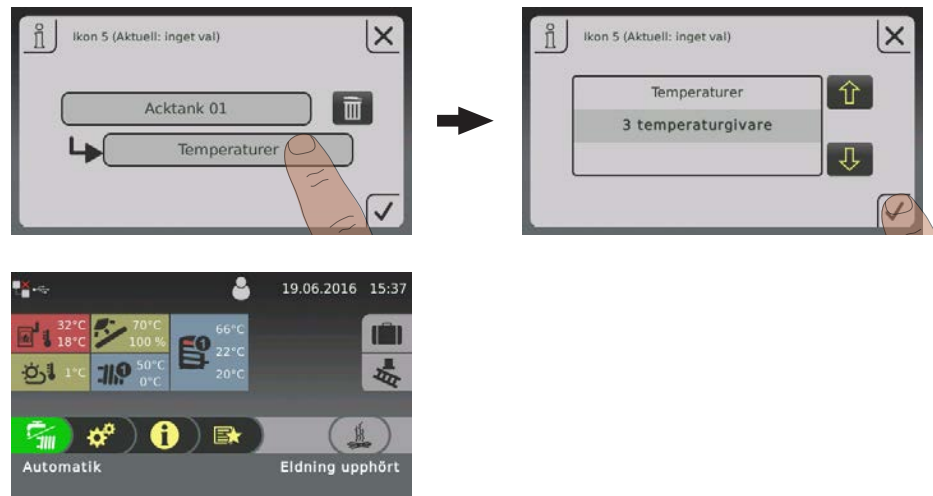 Ikon 5 (Aktuell: inget val)
Acktank 01
Temperaturer
Ikon 5 (Aktuell: inget val)
Temperaturer
3 temperaturgivare
19.06.2016 15:37
32°C
18°C
70°C
100 %
66°C
22°C
20°C
1°C
50°C
0°C
Automatik
Eldning upphört